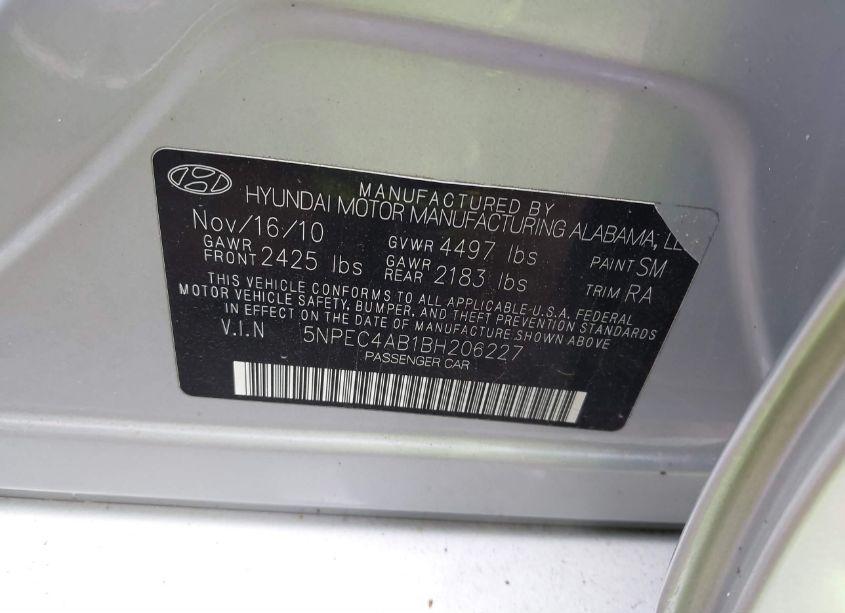 MANUFACTURED BY
HYUNDAI MOTOR MANUFACTURING ALABAMA,
Nov/16/10 GVWR 4497 lbs PAINT SM
GAWR FRONT 2425 lbs GAWR REAR 2183 lbs TRIM RA
THIS VEHICLE CONFORMS TO ALL APPLICABLE U.S.A. FEDERAL
MOTOR VEHICLE SAFETY, BUMPER, AND THEFT PREVENTION STANDARDS
IN EFFECT ON THE DATE OF MANUFACTURE SHOWN ABOVE
V.I.N 5NPEC4AB1BH206227
PASSENGER CAR